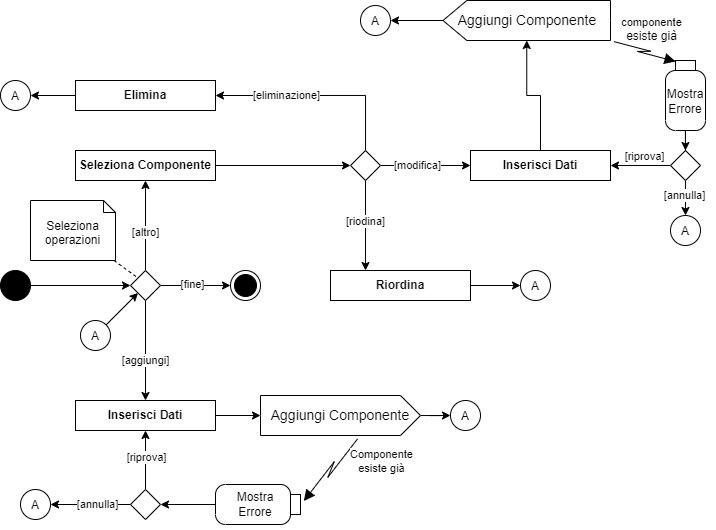 A
Aggiungi Componente
componente
esiste già
A
Elimina
[eliminazione]
Mostra
Errore
Seleziona Componente
[modifica]
Inserisci Dati
[riprova]
[annulla]
A
Seleziona
operazioni
[altro]
[riodina]
[fine]
Riordina
A
A
[aggiungi]
Inserisci Dati
Aggiungi Componente
A
[riprova]
Componente
esiste già
A
[annulla]
Mostra
Errore